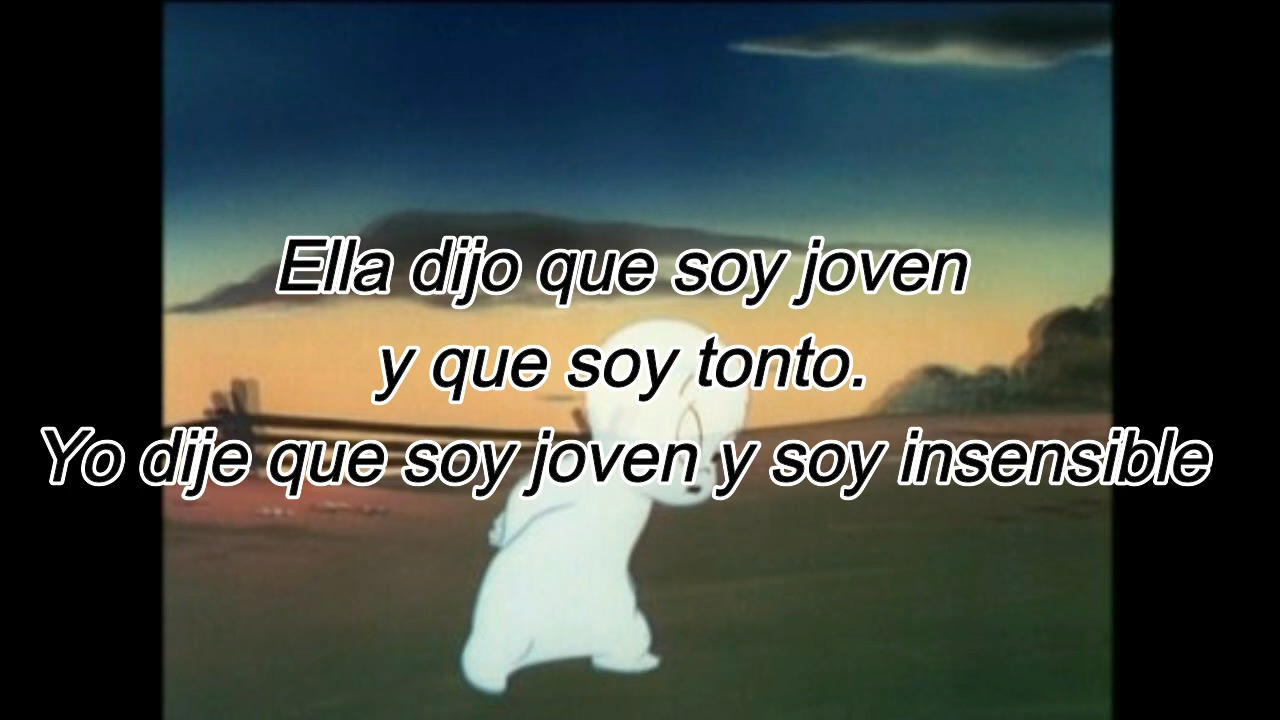 Ella dijo que soy joven
y que soy tonto.
Yo dije que soy joven y soy insensible